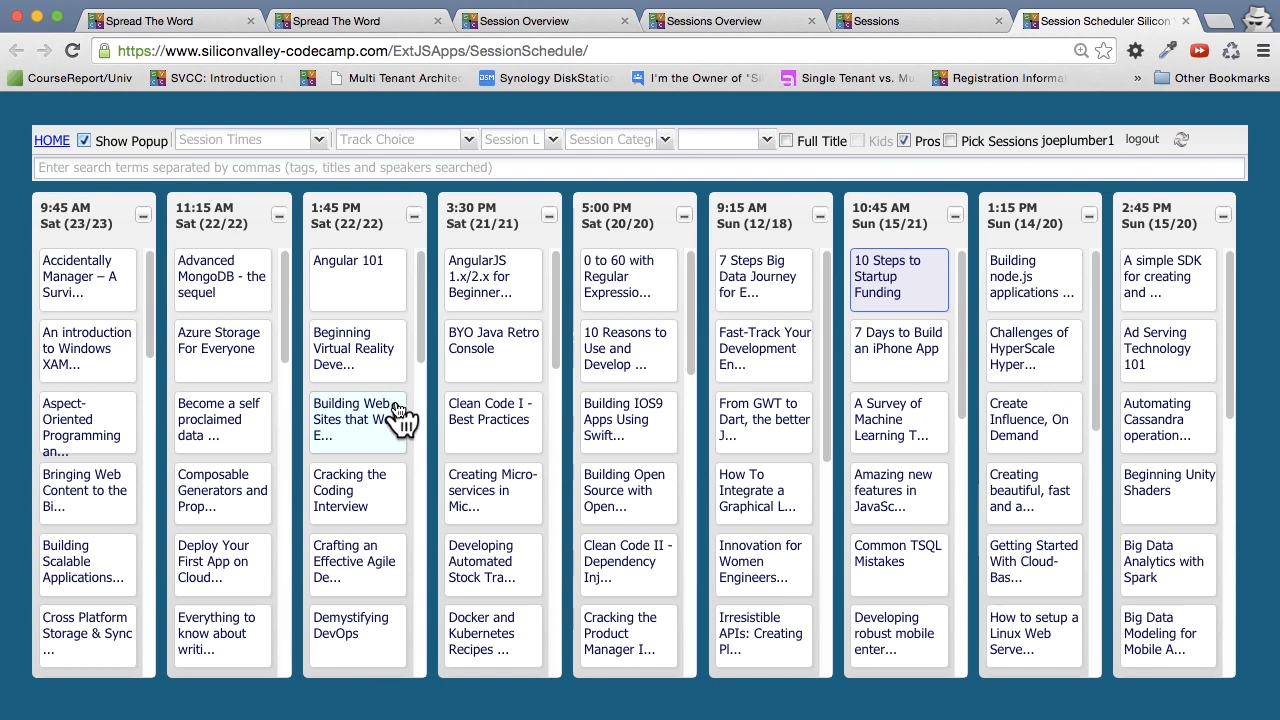 Spread The Word
Spread The Word
Session Overview
Sessions Overview
Sessions
Session Scheduler Silicon
https://www.siliconvalley-codecamp.com/ExtJSApps/SessionSchedule/
CourseReport/Univ
SVCC: Introduction
Multi Tenant Architec
DSM
Synology DiskStation
I'm the Owner of "Si
Single Tenant vs. Mu
Registration Informa
»
Other Bookmarks
HOME
Show Popup
Session Times
Track Choice
Session L
Session Catego
Full Title
Kids
Pros
Pick Sessions
joeplumber1
logout
Enter search terms separated by commas (tags, titles and speakers searched)
9:45 AM
Sat (23/23)
Accidentally
Manager – A
Survi...
An introduction
to Windows
XAM...
Aspect-
Oriented
Programming
an...
Bringing Web
Content to the
Bi...
Building
Scalable
Applications...
Cross Platform
Storage & Sync
...
11:15 AM
Sat (22/22)
Advanced
MongoDB - the
sequel
Azure Storage
For Everyone
Become a self
proclaimed
data ...
Composable
Generators and
Prop...
Deploy Your
First App on
Cloud...
Everything to
know about
writi...
1:45 PM
Sat (22/22)
Angular 101
Beginning
Virtual Reality
Deve...
Building Web
Sites that W
E...
Cracking the
Coding
Interview
Crafting an
Effective Agile
De...
Demystifying
DevOps
3:30 PM
Sat (21/21)
AngularJS
1.x/2.x for
Beginner...
BYO Java Retro
Console
Clean Code I -
Best Practices
Creating Micro-
services in
Mic...
Developing
Automated
Stock Tra...
Docker and
Kubernetes
Recipes ...
5:00 PM
Sat (20/20)
0 to 60 with
Regular
Expressio...
10 Reasons to
Use and
Develop ...
Building IOS9
Apps Using
Swift...
Building Open
Source with
Open...
Clean Code II -
Dependency
Inj...
Cracking the
Product
Manager I...
9:15 AM
Sun (12/18)
7 Steps Big
Data Journey
for E...
Fast-Track Your
Development
En...
From GWT to
Dart, the better
J...
How To
Integrate a
Graphical L...
Innovation for
Women
Engineers...
Irresistible
APIs: Creating
Pl...
10:45 AM
Sun (15/21)
10 Steps to
Startup
Funding
7 Days to Build
an iPhone App
A Survey of
Machine
Learning T...
Amazing new
features in
JavaSc...
Common TSQL
Mistakes
Developing
robust mobile
enter...
1:15 PM
Sun (14/20)
Building
node.js
applications ...
Challenges of
HyperScale
Hyper...
Create
Influence, On
Demand
Creating
beautiful, fast
and a...
Getting Started
With Cloud-
Bas...
How to setup a
Linux Web
Serve...
2:45 PM
Sun (15/20)
A simple SDK
for creating
and ...
Ad Serving
Technology
101
Automating
Cassandra
operation...
Beginning Unity
Shaders
Big Data
Analytics with
Spark
Big Data
Modeling for
Mobile A...